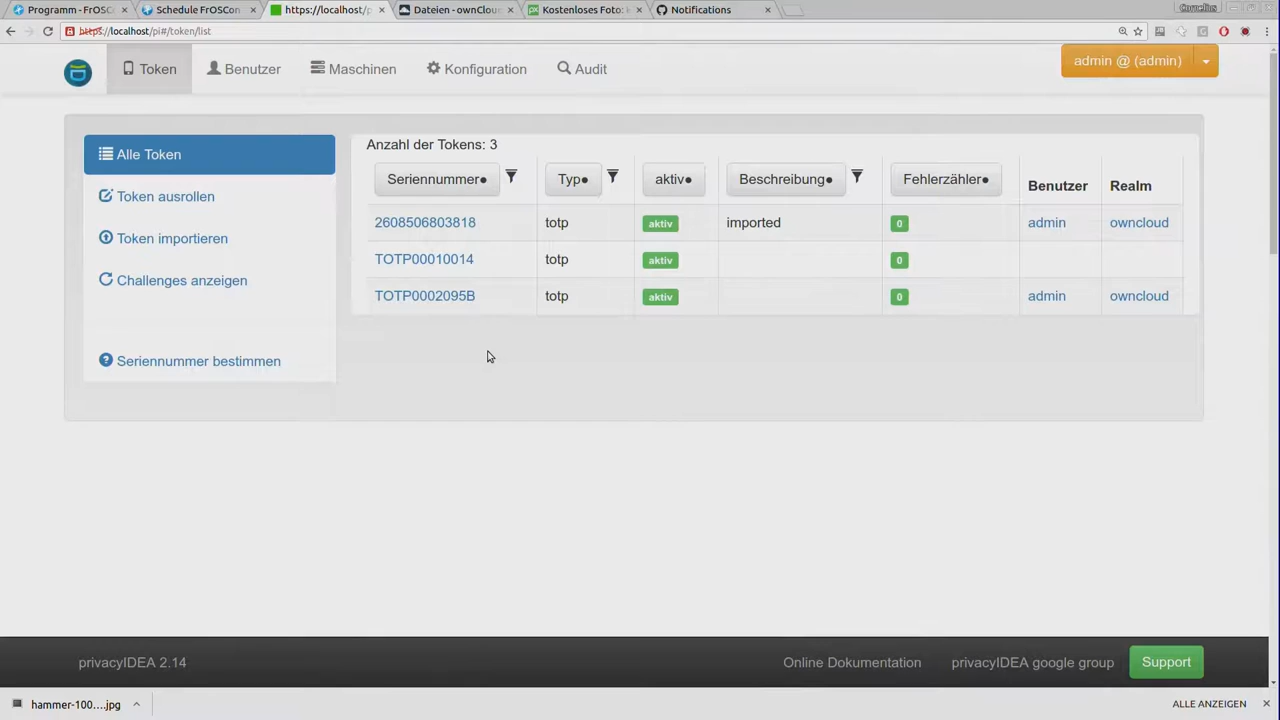 Programm - FrOSC
Schedule FrOSCon
https://localhost/p
Dateien - ownClou
Kostenloses Foto:
Notifications
Cornelius
https://localhost/pi#/token/list
Token
Benutzer
Maschinen
Konfiguration
Audit
admin @ (admin)
Alle Token
Token ausrollen
Token importieren
Challenges anzeigen
Seriennummer bestimmen
Anzahl der Tokens: 3
Seriennummer● Typ● aktiv● Beschreibung● Fehlerzähler● Benutzer Realm
2608506803818 totp aktiv imported 0 admin owncloud
TOTP00010014 totp aktiv 0
TOTP0002095B totp aktiv 0 admin owncloud
privacyIDEA 2.14
Online Dokumentation
privacyIDEA google group
Support
hammer-100....jpg
ALLE ANZEIGEN